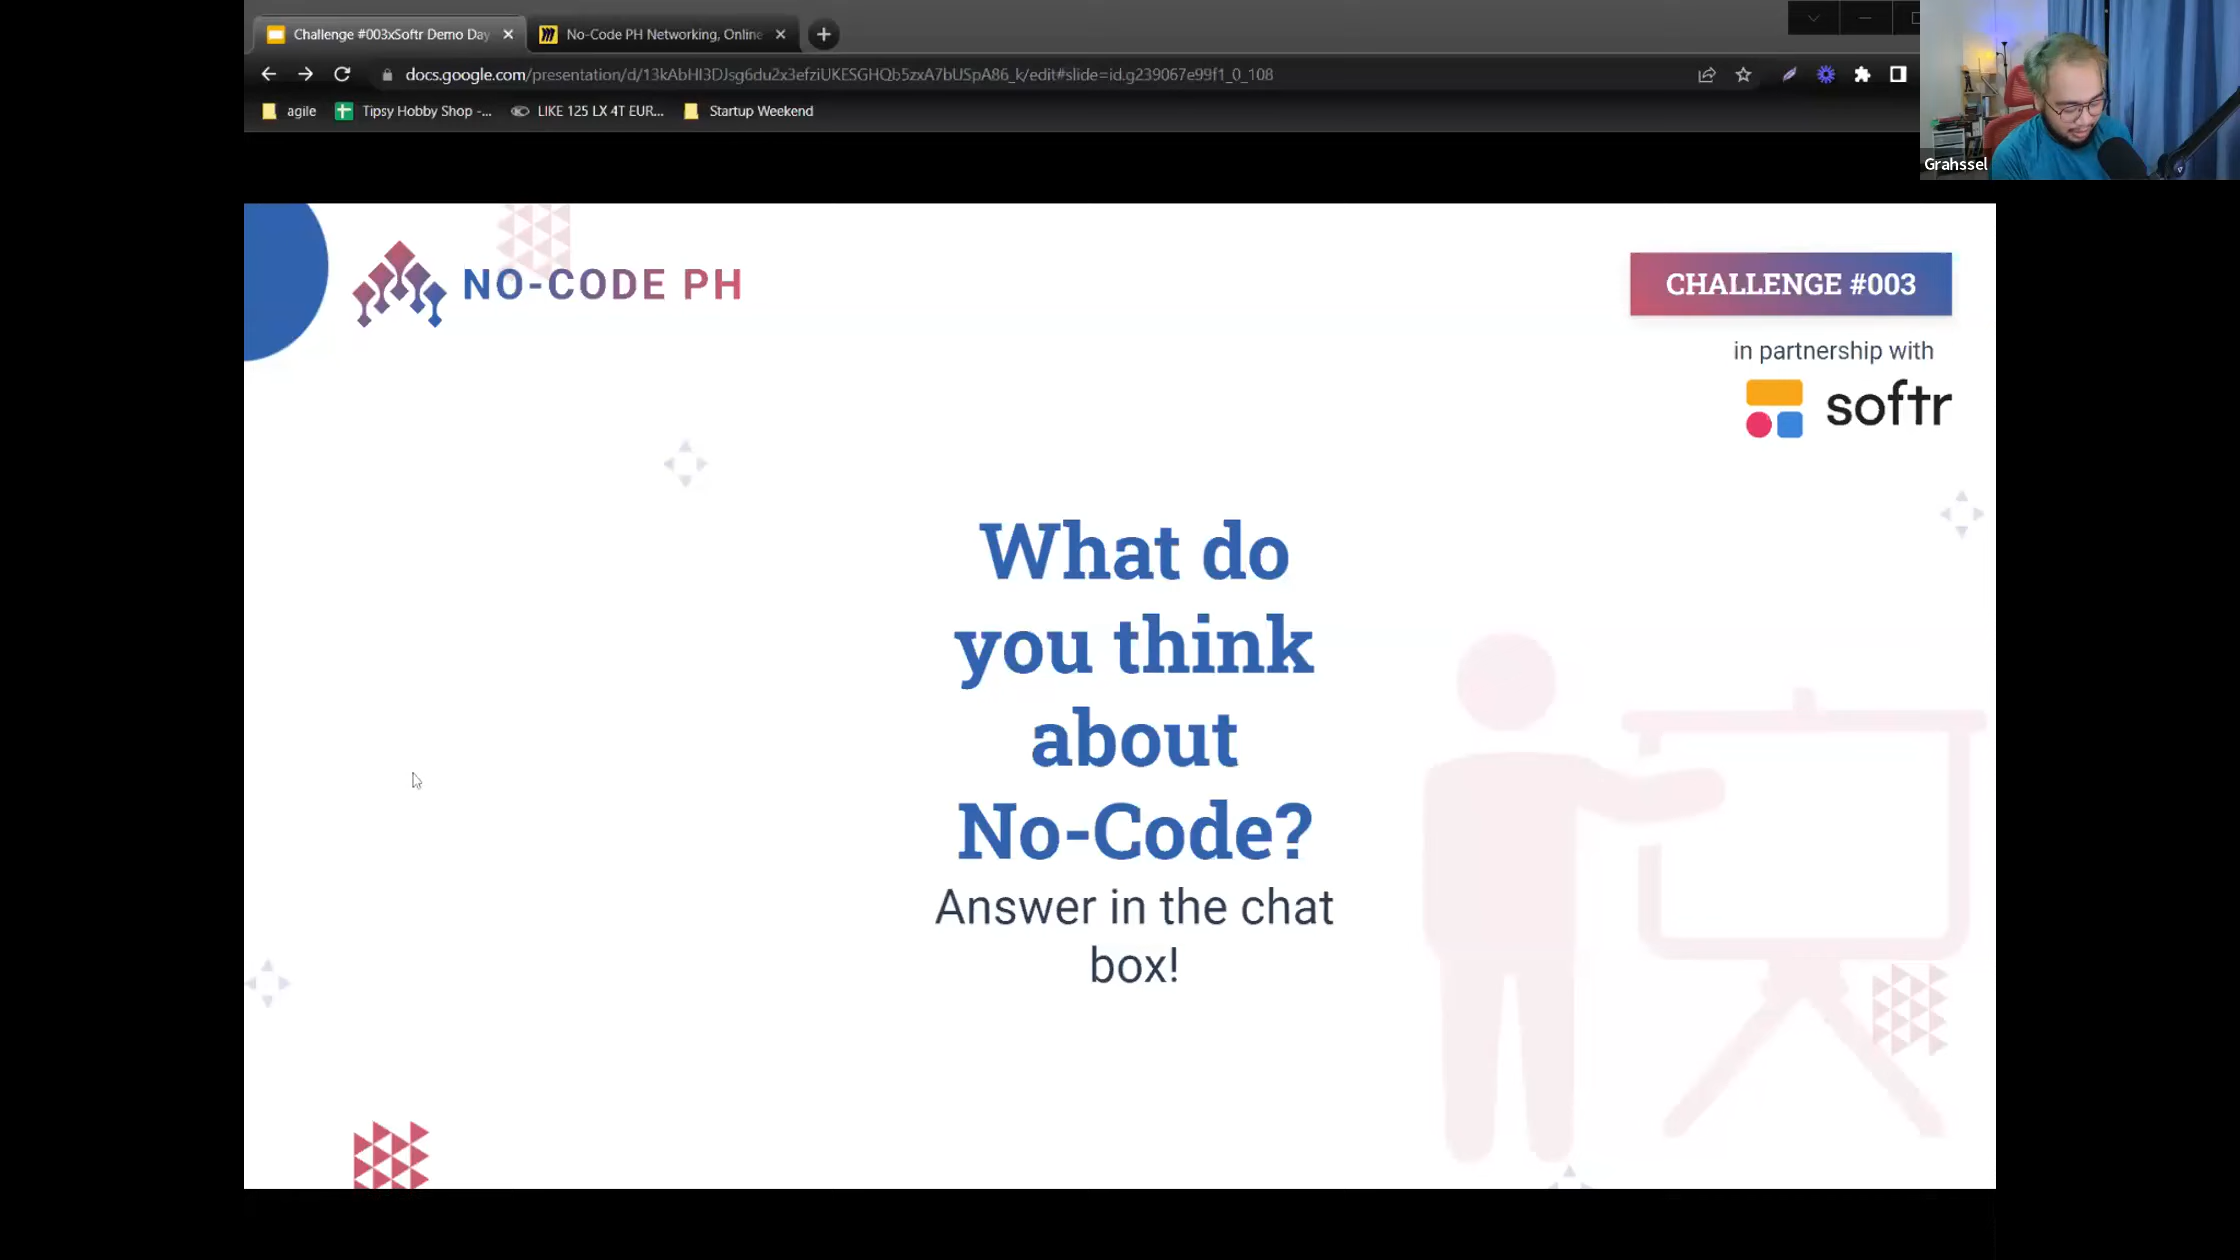 Challenge #003xSoftr Demo Day
No-Code PH Networking, Online
docs.google.com/presentation/d/13kAbHl3DJsg6du2x3efziUKESGHQb5zxA7bUSpA86_k/edit#slide=id.g239067e99f1_0_108
agile
Tipsy Hobby Shop -...
LIKE 125 LX 4T EUR...
Startup Weekend
Grahssel
NO-CODE PH
CHALLENGE #003
in partnership with
softr
What do
you think
about
No-Code?
Answer in the chat
box!